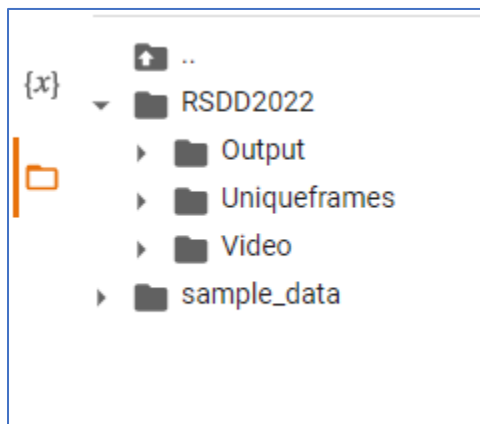 ..
{x}
RSDD2022
Output
Uniqueframes
Video
sample_data